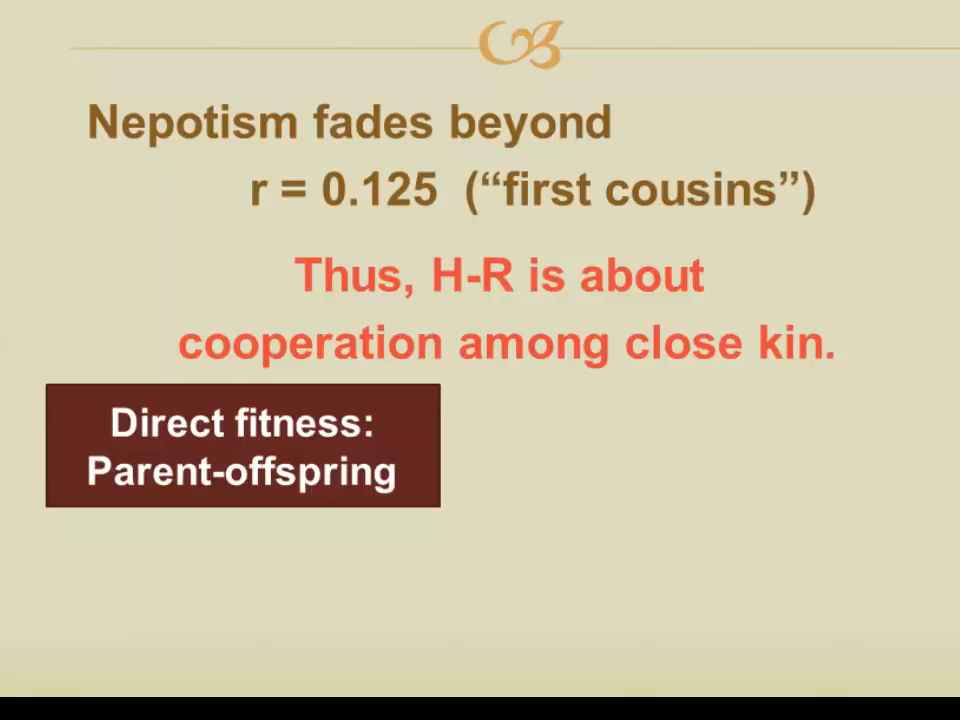 Nepotism fades beyond
r = 0.125 (“first cousins”)
Thus, H-R is about
cooperation among close kin.
Direct fitness:
Parent-offspring